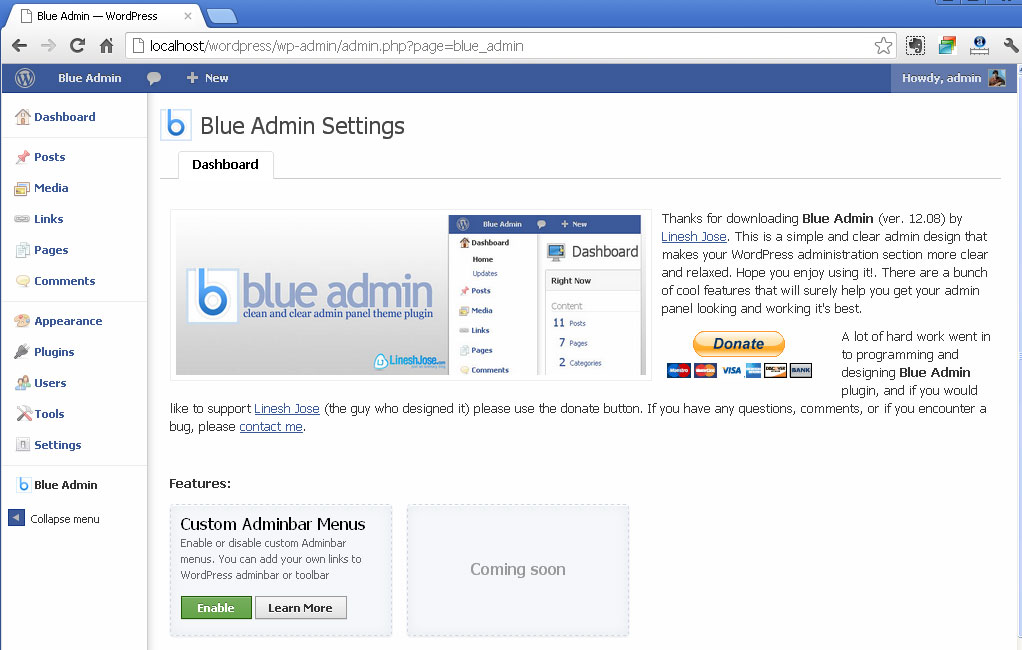 Blue Admin — WordPress
localhost/wordpress/wp-admin/admin.php?page=blue_admin
Blue Admin
New
Howdy, admin
Dashboard
Posts
Media
Links
Pages
Comments
Appearance
Plugins
Users
Tools
Settings
Blue Admin
Collapse menu
Blue Admin Settings
Dashboard
blue admin
clean and clear admin panel theme plugin
LineshJose.com
Blue Admin
New
Dashboard
Home
Updates
Posts
Media
Links
Pages
Comments
Dashboard
Right Now
Content
11 Posts
7 Pages
2 Categories
Thanks for downloading Blue Admin (ver. 12.08) by
Linesh Jose. This is a simple and clear admin design that
makes your WordPress administration section more clear
and relaxed. Hope you enjoy using it!. There are a bunch
of cool features that will surely help you get your admin
panel looking and working it's best.
Donate
Maestro
MasterCard
VISA
DISCOVER
BANK
A lot of hard work went in
to programming and
designing Blue Admin
plugin, and if you would
like to support Linesh Jose (the guy who designed it) please use the donate button. If you have any questions, comments, or if you encounter a
bug, please contact me.
Features:
Custom Adminbar Menus
Enable or disable custom Adminbar
menus. You can add your own links to
WordPress adminbar or toolbar
Enable
Learn More
Coming soon